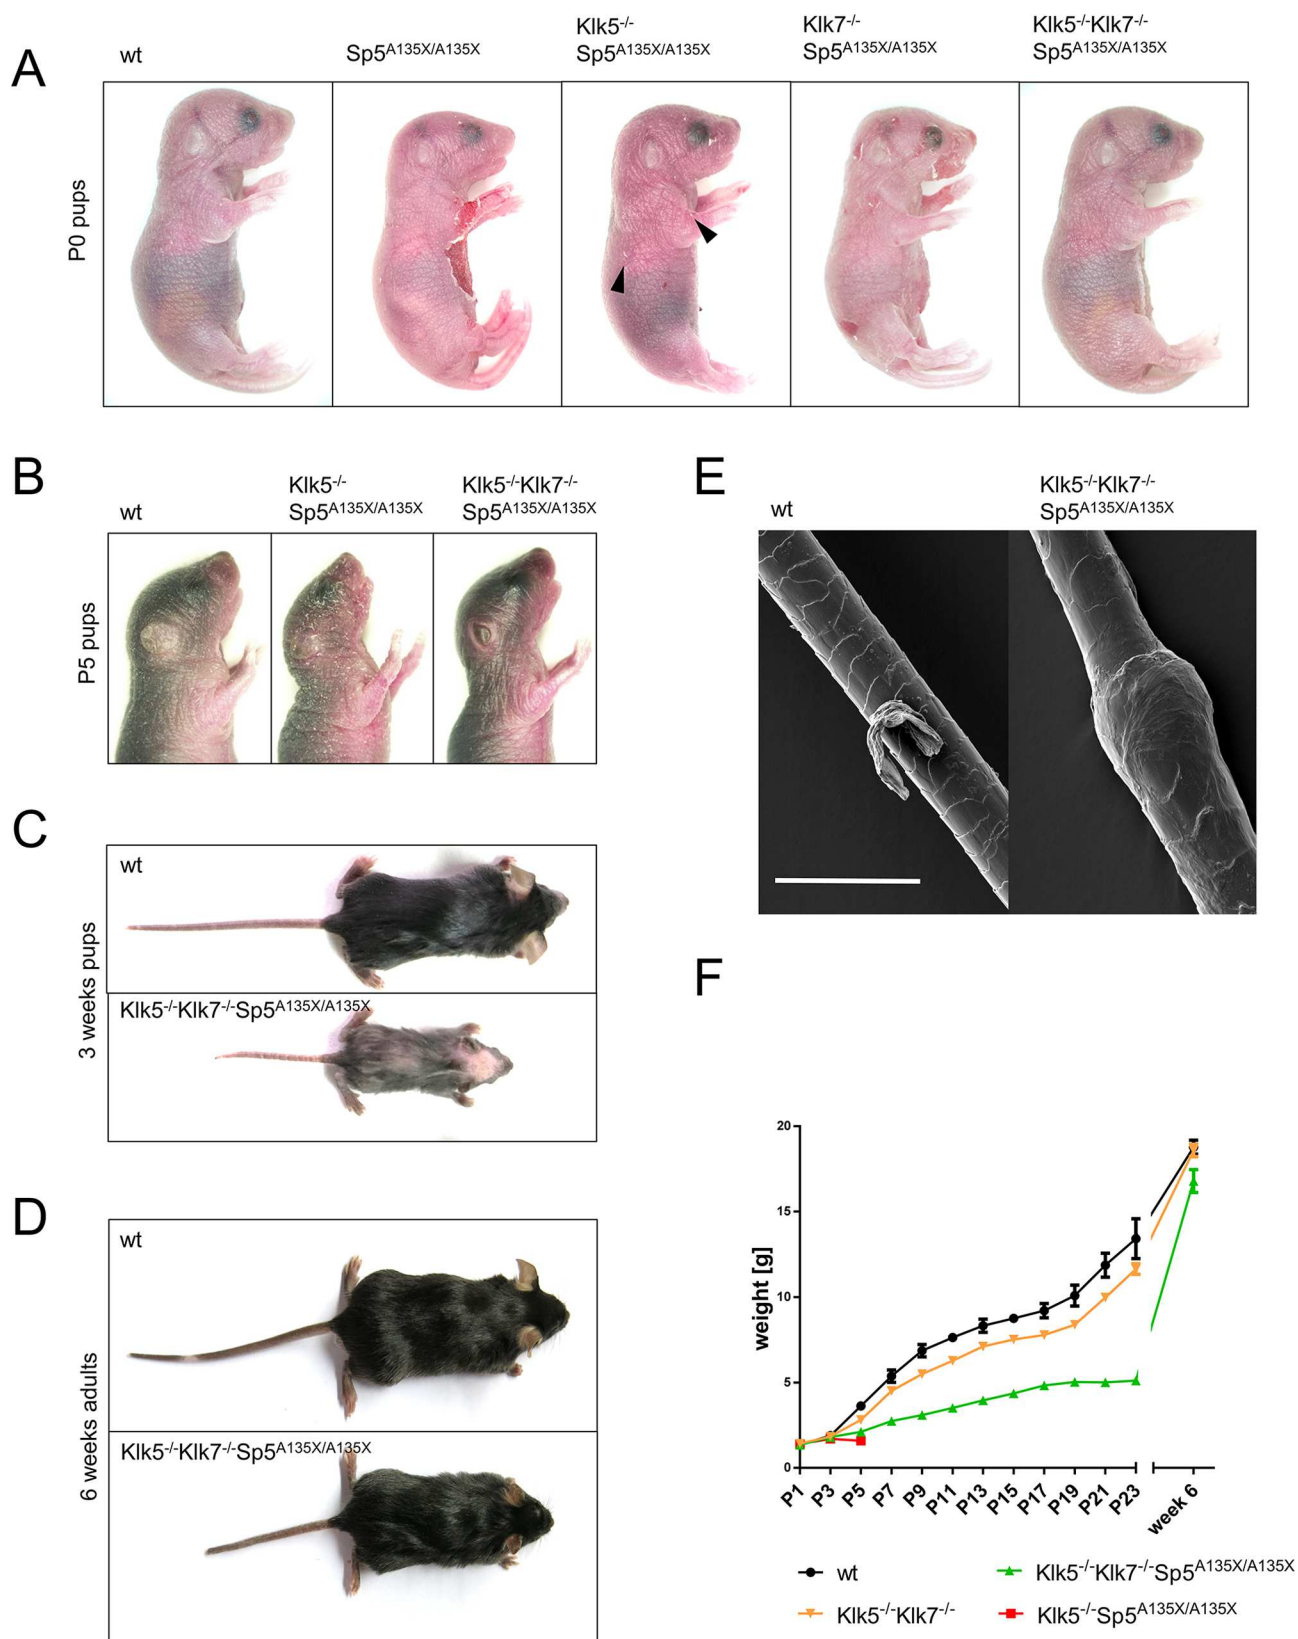 A
wt
Sp5A135X/A135X
Klk5-/-
Sp5A135X/A135X
Klk7-/-
Sp5A135X/A135X
Klk5-/-Klk7-/-
Sp5A135X/A135X
P0 pups
B
wt
Klk5-/-
Sp5A135X/A135X
Klk5-/-Klk7-/-
Sp5A135X/A135X
P5 pups
C
wt
Klk5-/-Klk7-/-Sp5A135X/A135X
3 weeks pups
D
wt
Klk5-/-Klk7-/-Sp5A135X/A135X
6 weeks adults
E
wt
Klk5-/-Klk7-/-
Sp5A135X/A135X
F
weight [g]
20
15
10
5
0
P1 P3 P5 P7 P9 P11 P13 P15 P17 P19 P21 P23 week 6
wt
Klk5-/-Klk7-/-Sp5A135X/A135X
Klk5-/-Klk7-/-
Klk5-/-Sp5A135X/A135X